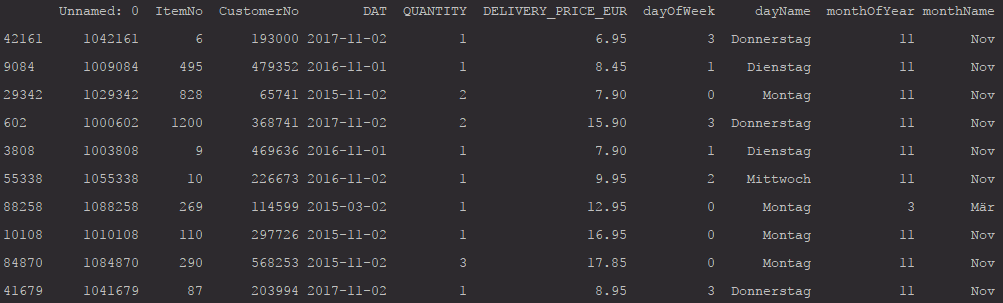 Unnamed: 0 ItemNo CustomerNo DAT QUANTITY DELIVERY_PRICE_EUR dayOfWeek dayName monthOfYear monthName
42161 1042161 6 193000 2017-11-02 1 6.95 3 Donnerstag 11 Nov
9084 1009084 495 479352 2016-11-01 1 8.45 1 Dienstag 11 Nov
29342 1029342 828 65741 2015-11-02 2 7.90 0 Montag 11 Nov
602 1000602 1200 368741 2017-11-02 2 15.90 3 Donnerstag 11 Nov
3808 1003808 9 469636 2016-11-01 1 7.90 1 Dienstag 11 Nov
55338 1055338 10 226673 2016-11-02 1 9.95 2 Mittwoch 11 Nov
88258 1088258 269 114599 2015-03-02 1 12.95 0 Montag 3 Mär
10108 1010108 110 297726 2015-11-02 1 16.95 0 Montag 11 Nov
84870 1084870 290 568253 2015-11-02 3 17.85 0 Montag 11 Nov
41679 1041679 87 203994 2017-11-02 1 8.95 3 Donnerstag 11 Nov